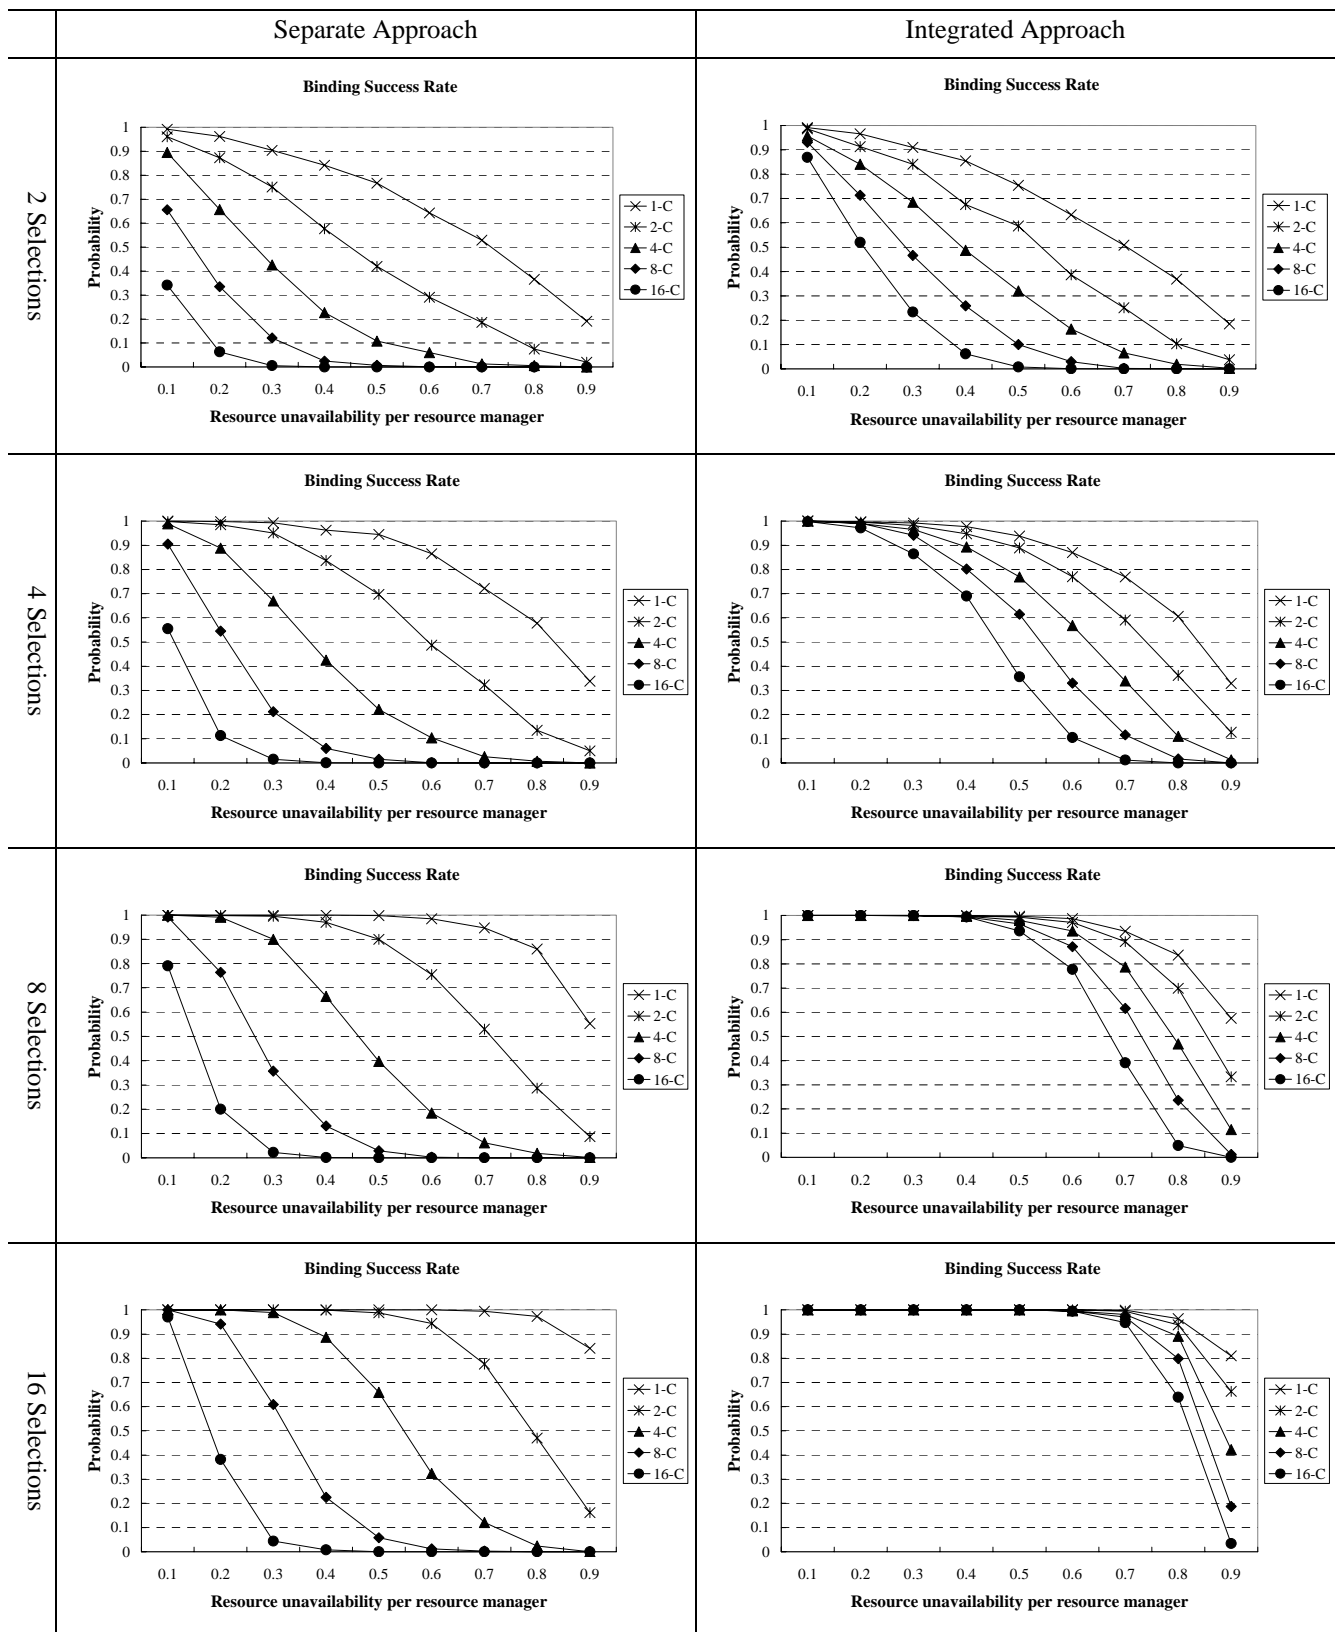 Separate Approach
Integrated Approach
2 Selections
Binding Success Rate
Probability
1
0.9
0.8
0.7
0.6
0.5
0.4
0.3
0.2
0.1
0
0.1 0.2 0.3 0.4 0.5 0.6 0.7 0.8 0.9
Resource unavailability per resource manager
1-C
2-C
4-C
8-C
16-C
Binding Success Rate
Probability
1
0.9
0.8
0.7
0.6
0.5
0.4
0.3
0.2
0.1
0
0.1 0.2 0.3 0.4 0.5 0.6 0.7 0.8 0.9
Resource unavailability per resource manager
1-C
2-C
4-C
8-C
16-C
4 Selections
Binding Success Rate
Probability
1
0.9
0.8
0.7
0.6
0.5
0.4
0.3
0.2
0.1
0
0.1 0.2 0.3 0.4 0.5 0.6 0.7 0.8 0.9
Resource unavailability per resource manager
1-C
2-C
4-C
8-C
16-C
Binding Success Rate
Probability
1
0.9
0.8
0.7
0.6
0.5
0.4
0.3
0.2
0.1
0
0.1 0.2 0.3 0.4 0.5 0.6 0.7 0.8 0.9
Resource unavailability per resource manager
1-C
2-C
4-C
8-C
16-C
8 Selections
Binding Success Rate
Probability
1
0.9
0.8
0.7
0.6
0.5
0.4
0.3
0.2
0.1
0
0.1 0.2 0.3 0.4 0.5 0.6 0.7 0.8 0.9
Resource unavailability per resource manager
1-C
2-C
4-C
8-C
16-C
Binding Success Rate
Probability
1
0.9
0.8
0.7
0.6
0.5
0.4
0.3
0.2
0.1
0
0.1 0.2 0.3 0.4 0.5 0.6 0.7 0.8 0.9
Resource unavailability per resource manager
1-C
2-C
4-C
8-C
16-C
16 Selections
Binding Success Rate
Probability
1
0.9
0.8
0.7
0.6
0.5
0.4
0.3
0.2
0.1
0
0.1 0.2 0.3 0.4 0.5 0.6 0.7 0.8 0.9
Resource unavailability per resource manager
1-C
2-C
4-C
8-C
16-C
Binding Success Rate
Probability
1
0.9
0.8
0.7
0.6
0.5
0.4
0.3
0.2
0.1
0
0.1 0.2 0.3 0.4 0.5 0.6 0.7 0.8 0.9
Resource unavailability per resource manager
1-C
2-C
4-C
8-C
16-C